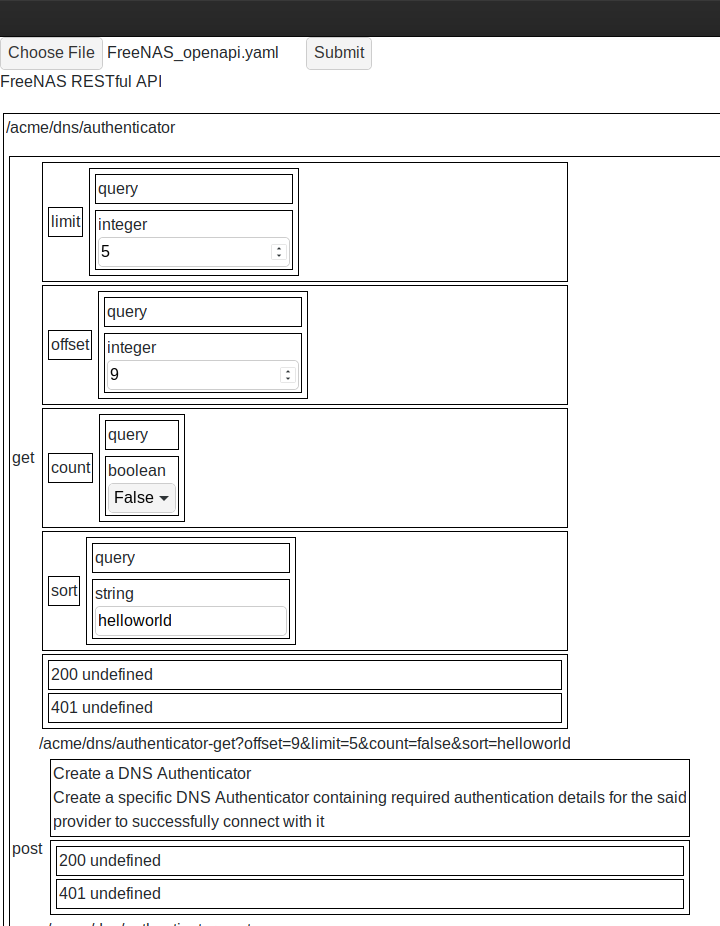 Choose File FreeNAS_openapi.yaml Submit
FreeNAS RESTful API
/acme/dns/authenticator
get
limit
query
integer
5
offset
query
integer
9
count
query
boolean
False
sort
query
string
helloworld
200 undefined
401 undefined
/acme/dns/authenticator-get?offset=9&limit=5&count=false&sort=helloworld
post
Create a DNS Authenticator
Create a specific DNS Authenticator containing required authentication details for the said
provider to successfully connect with it
200 undefined
401 undefined